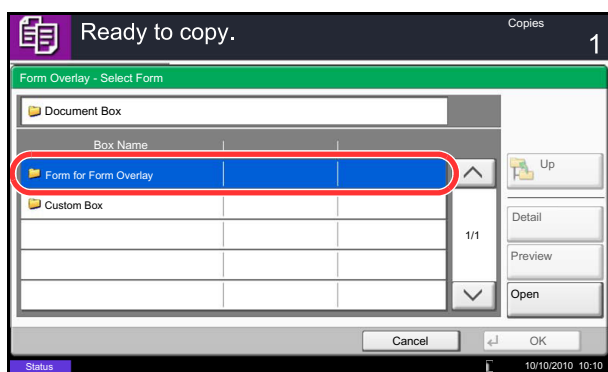 Ready to copy.
Copies
1
Form Overlay - Select Form
Document Box
Box Name
Form for Form Overlay
Custom Box
1/1
Up
Detail
Preview
Open
Cancel
OK
Status
10/10/2010 10:10